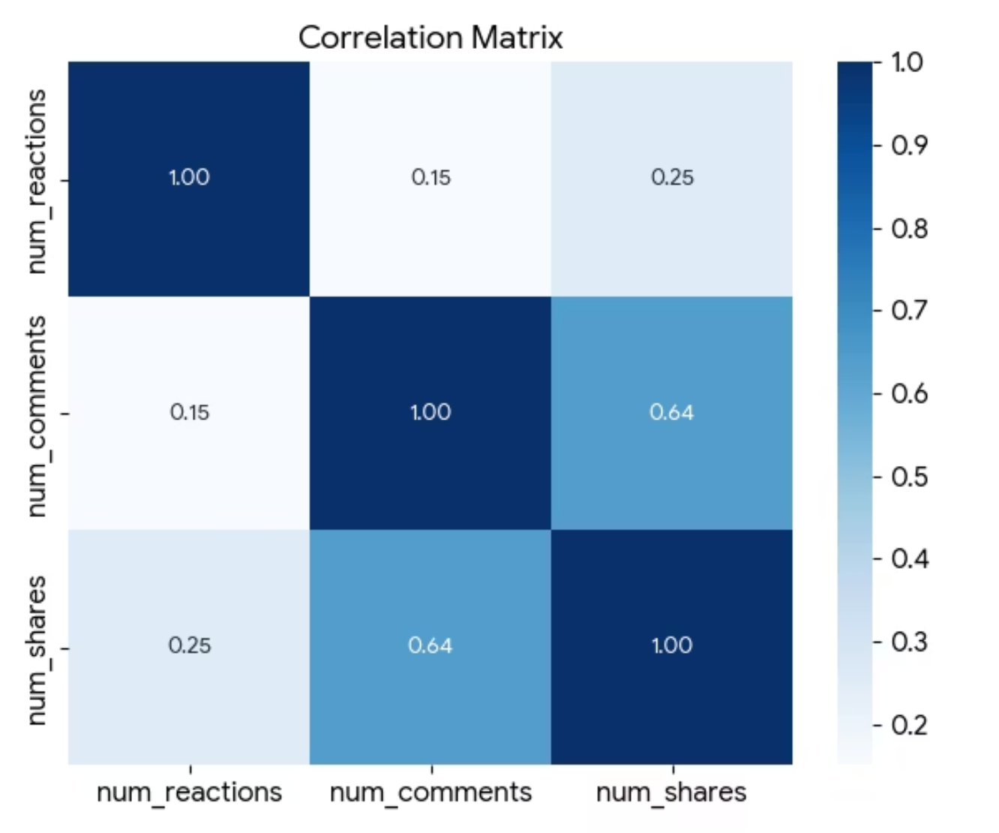 Correlation Matrix
num_reactions
1.00
0.15
0.25
num_comments
0.15
1.00
0.64
num_shares
0.25
0.64
1.00
num_reactions
num_comments
num_shares
1.0
0.9
0.8
0.7
0.6
0.5
0.4
0.3
0.2